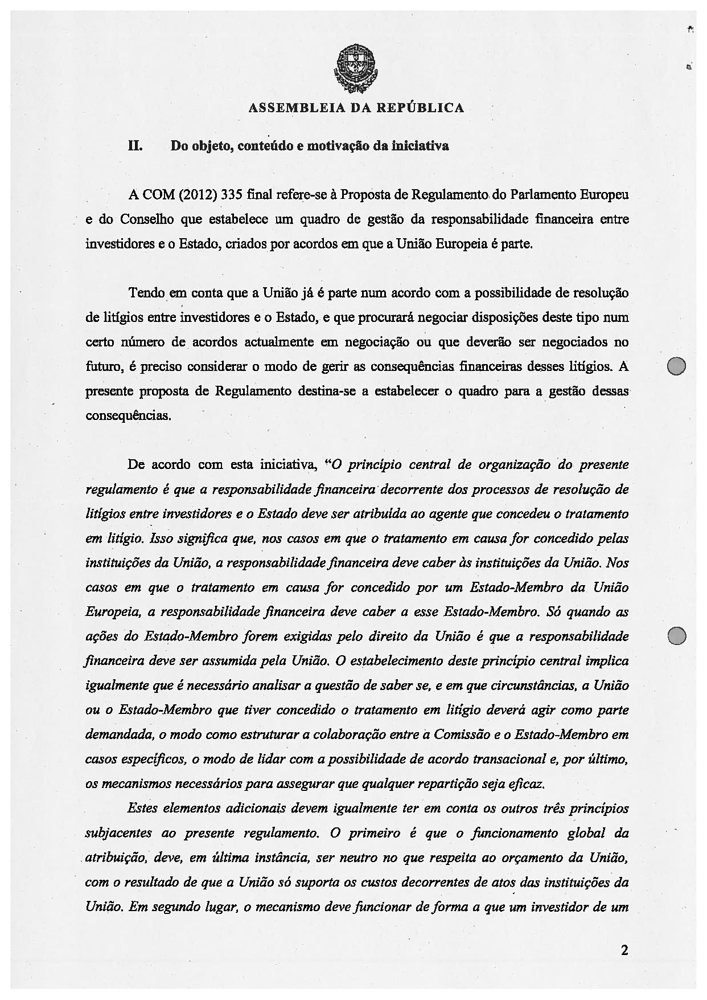 ASSEMBLEIA DA REPÚBLICA
II. Do objeto, conteúdo e motivação da iniciativa
A COM (2012) 335 final refere-se à Proposta de Regulamento do Parlamento Europeu
e do Conselho que estabelece um quadro de gestão da responsabilidade financeira entre
investidores e o Estado, criados por acordos em que a União Europeia é parte.
Tendo em conta que a União já é parte num acordo com a possibilidade de resolução
de litígios entre investidores e o Estado, e que procurará negociar disposições deste tipo num
certo número de acordos actualmente em negociação ou que deverão ser negociados no
futuro, é preciso considerar o modo de gerir as consequências financeiras desses litígios. A
presente proposta de Regulamento destina-se a estabelecer o quadro para a gestão dessas
consequências.
De acordo com esta iniciativa, “O princípio central de organização do presente
regulamento é que a responsabilidade financeira decorrente dos processos de resolução de
litígios entre investidores e o Estado deve ser atribuída ao agente que concedeu o tratamento
em litígio. Isso significa que, nos casos em que o tratamento em causa for concedido pelas
instituições da União, a responsabilidade financeira deve caber às instituições da União. Nos
casos em que o tratamento em causa for concedido por um Estado-Membro da União
Europeia, a responsabilidade financeira deve caber a esse Estado-Membro. Só quando as
ações do Estado-Membro forem exigidas pelo direito da União é que a responsabilidade
financeira deve ser assumida pela União. O estabelecimento deste princípio central implica
igualmente que é necessário analisar a questão de saber se, e em que circunstâncias, a União
ou o Estado-Membro que tiver concedido o tratamento em litígio deverá agir como parte
demandada, o modo como estruturar a colaboração entre a Comissão e o Estado-Membro em
casos específicos, o modo de lidar com a possibilidade de acordo transacional e, por último,
os mecanismos necessários para assegurar que qualquer repartição seja eficaz.
Estes elementos adicionais devem igualmente ter em conta os outros três princípios
subjacentes ao presente regulamento. O primeiro é que o funcionamento global da
atribuição, deve, em última instância, ser neutro no que respeita ao orçamento da União,
com o resultado de que a União só suporta os custos decorrentes de atos das instituições da
União. Em segundo lugar, o mecanismo deve funcionar de forma a que um investidor de um
2